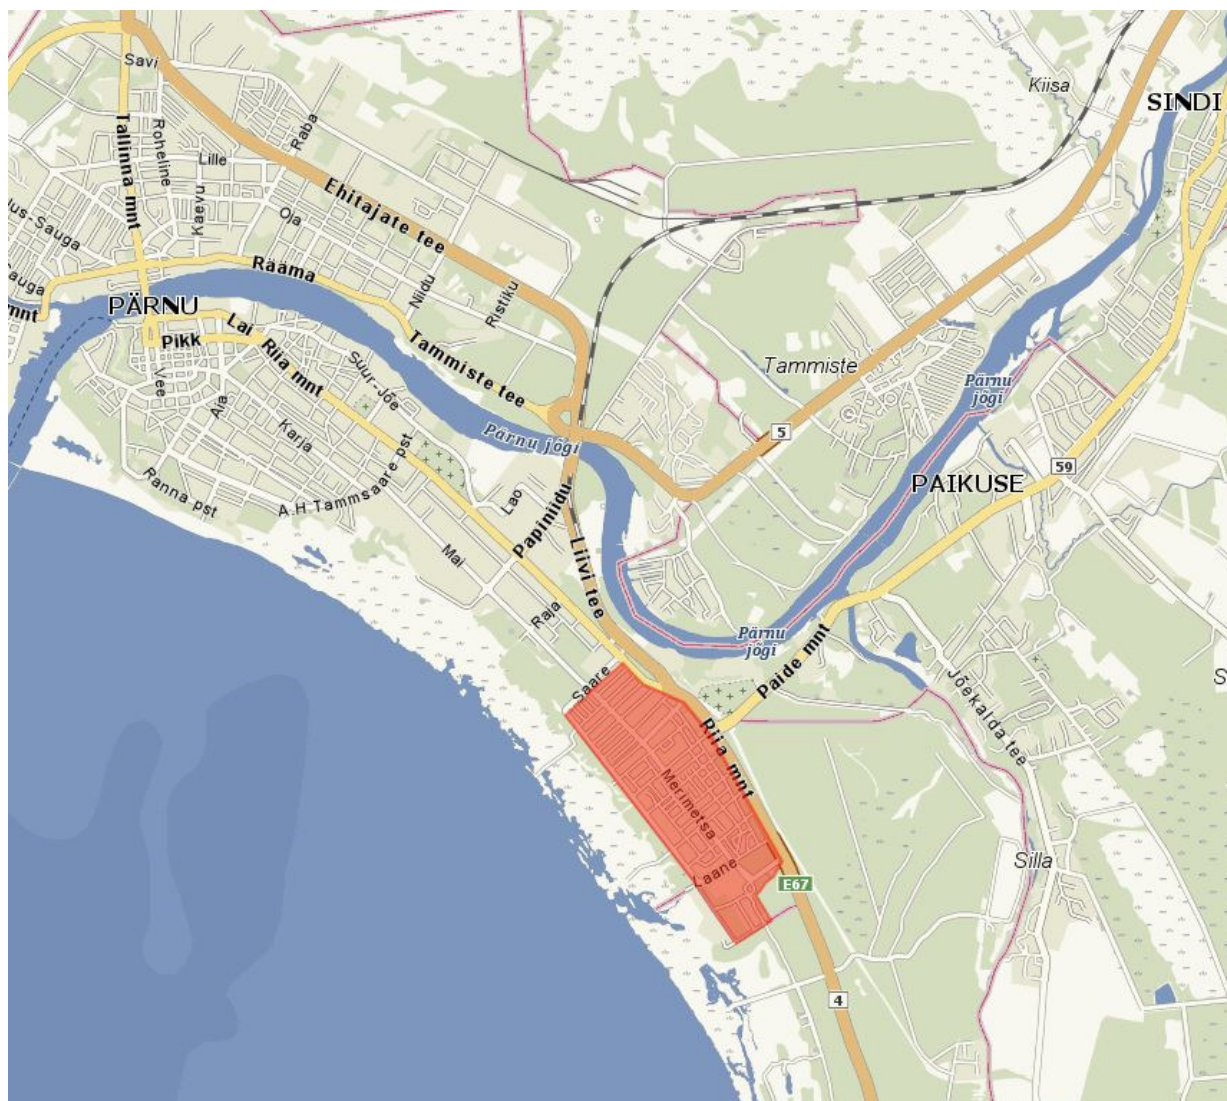 Savi
Kiisa
SINDI
Tallinna mnt
Roheline
Raba
Lille
Kaevu
Ehitajate tee
Oja
Sauga
Rääma
Niidu
Ristiku
PÄRNU
mnt
Lai
Pikk
Riia mnt
Suur-Jõe
Tammiste tee
Tammiste
Pärnu
jõgi
Vee
Aia
Karja
Pärnu jõgi
5
59
PAIKUSE
Ranna pst
A.H.Tammsaare pst
Lao
Papiniidu
Mai
Liivi tee
Raja
Pärnu
jõgi
Saare
Paide mnt
Jõekalda tee
S
Riia mnt
Merimetsa
Laane
E67
Silla
4